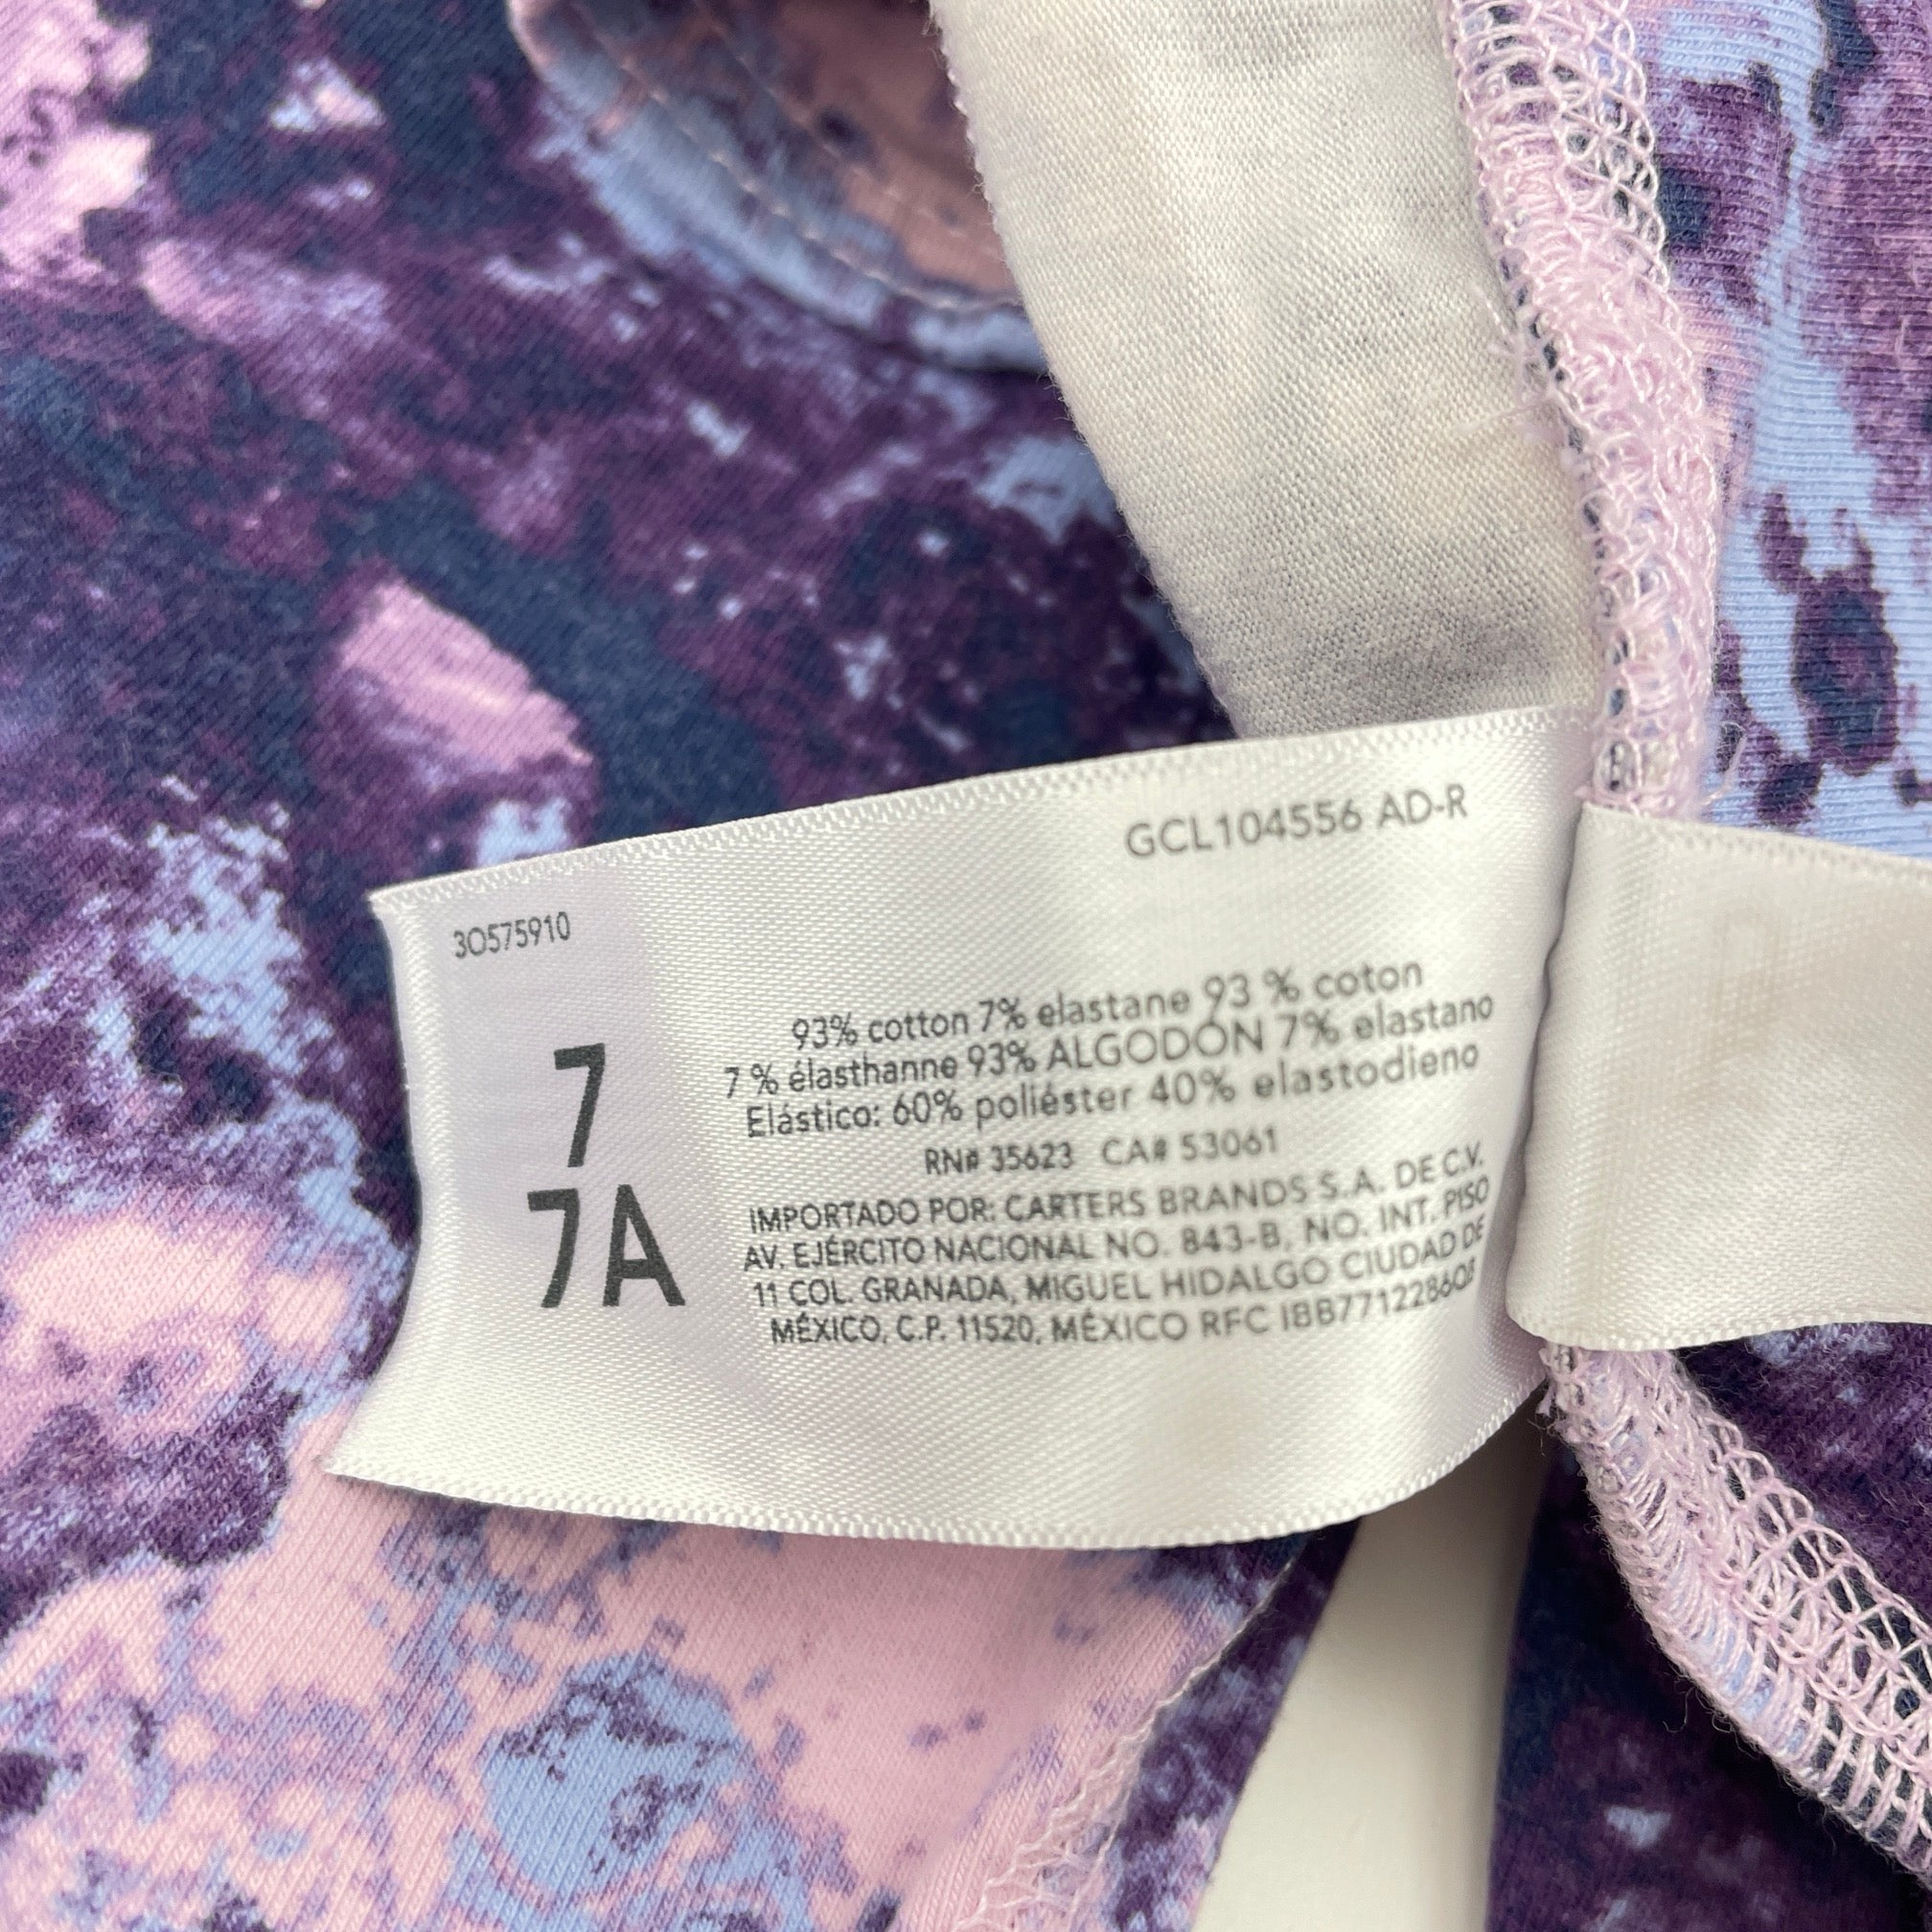 GCL104556 AD-R
3O575910
7
7A
93% cotton 7% elastane 93 % coton
7 % élasthanne 93% ALGODÓN 7% elastano
Elástico: 60% poliéster 40% elastodieno
RN# 35623 CA# 53061
IMPORTADO POR: CARTERS BRANDS S.A. DE C.V.
AV. EJÉRCITO NACIONAL NO. 843-B, NO. INT. PISO
11 COL. GRANADA, MIGUEL HIDALGO CIUDAD DE
MÉXICO, C.P. 11520, MÉXICO RFC IBB7712286O8